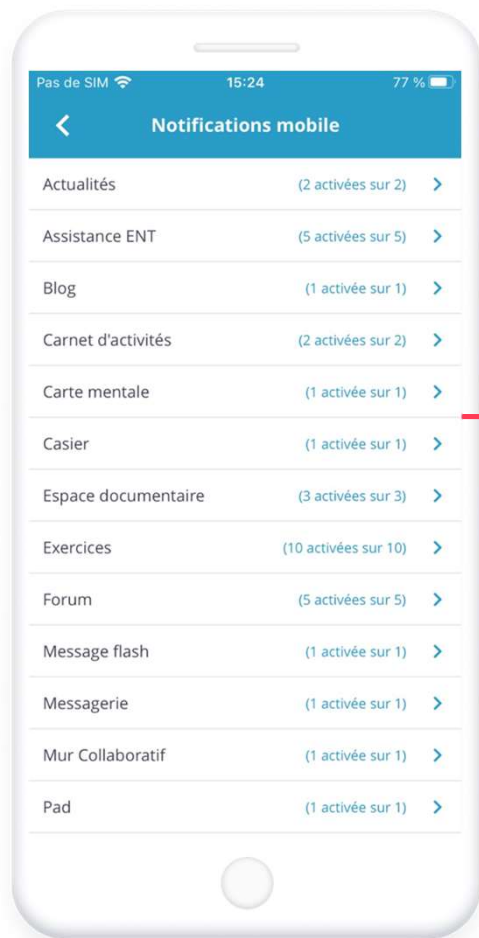 Pas de SIM 15:24 77 %
Notifications mobile
Actualités (2 activées sur 2)
Assistance ENT (5 activées sur 5)
Blog (1 activée sur 1)
Carnet d'activités (2 activées sur 2)
Carte mentale (1 activée sur 1)
Casier (1 activée sur 1)
Espace documentaire (3 activées sur 3)
Exercices (10 activées sur 10)
Forum (5 activées sur 5)
Message flash (1 activée sur 1)
Messagerie (1 activée sur 1)
Mur Collaboratif (1 activée sur 1)
Pad (1 activée sur 1)